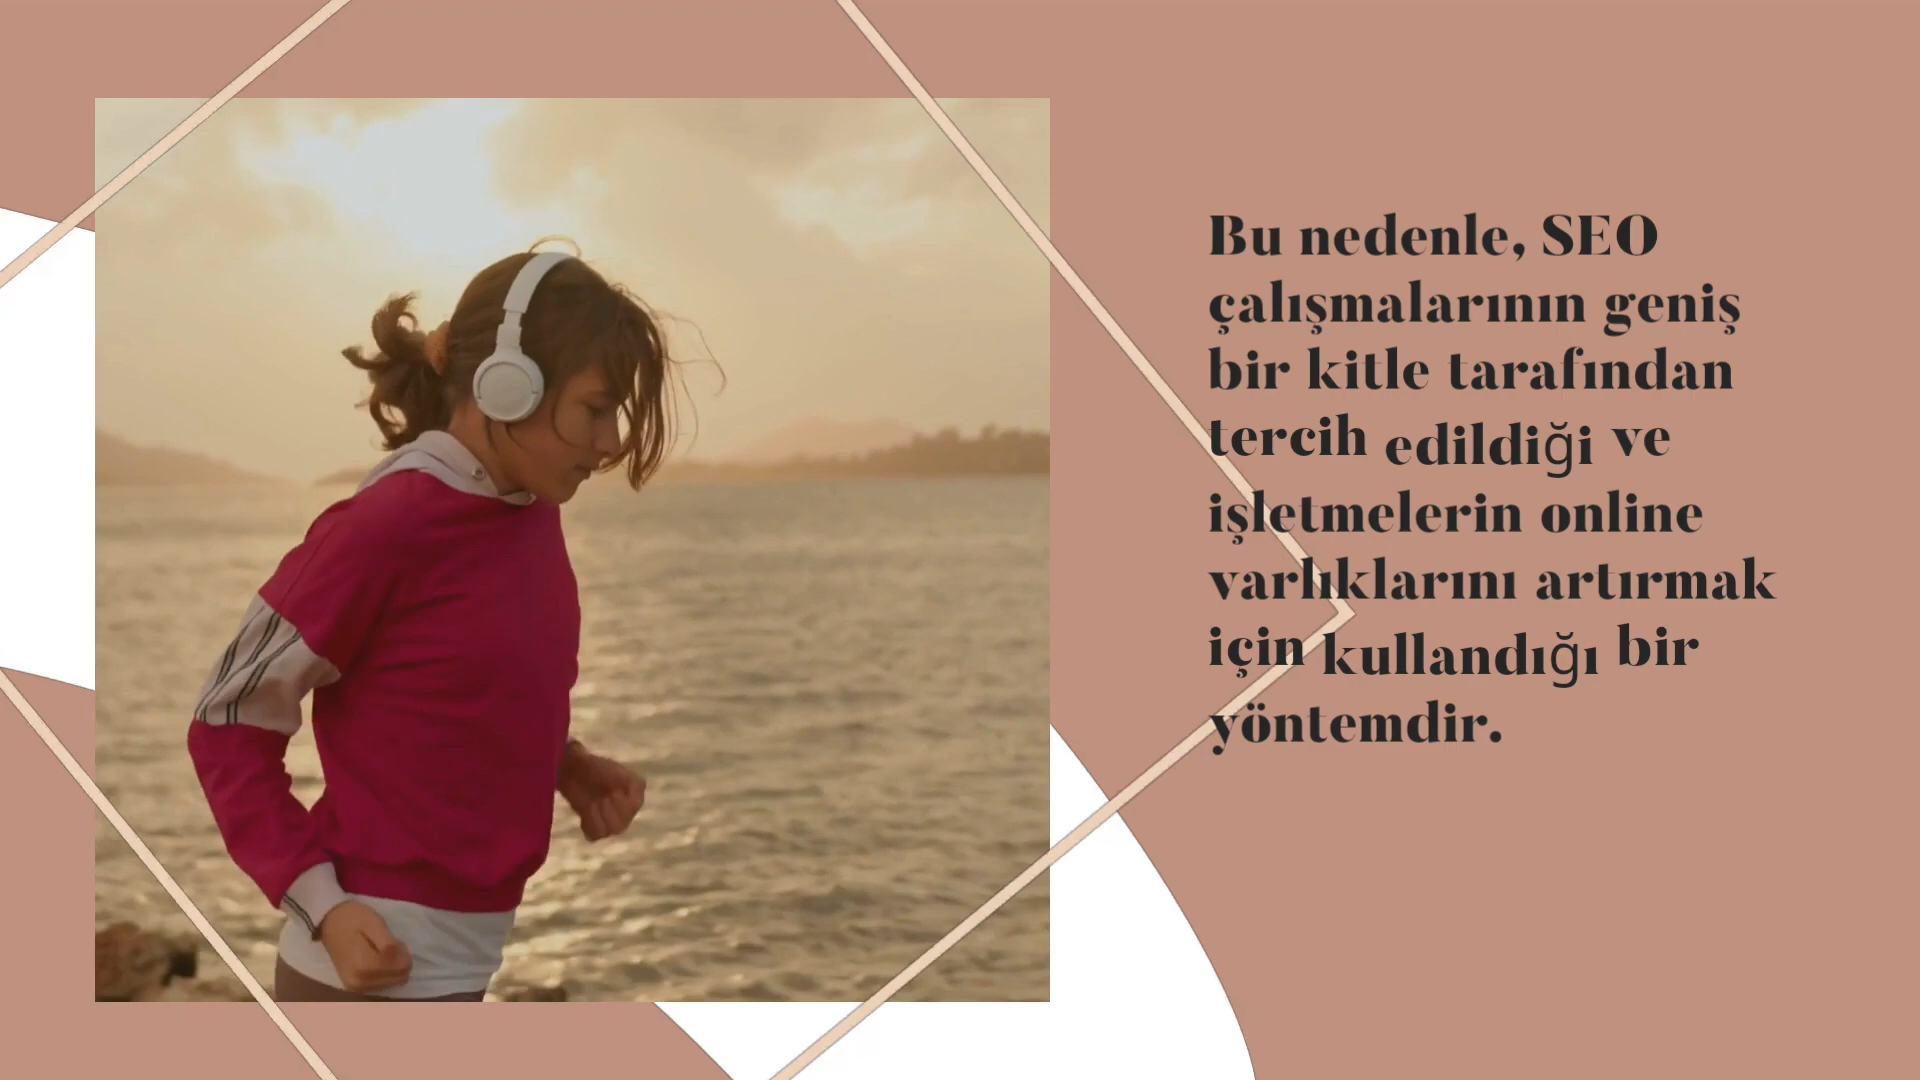 Bu nedenle, SEO
çalışmalarının geniş
bir kitle tarafından
tercih edildiği ve
işletmelerin online
varlıklarını artırmak
için kullandığı bir
yöntemdir.